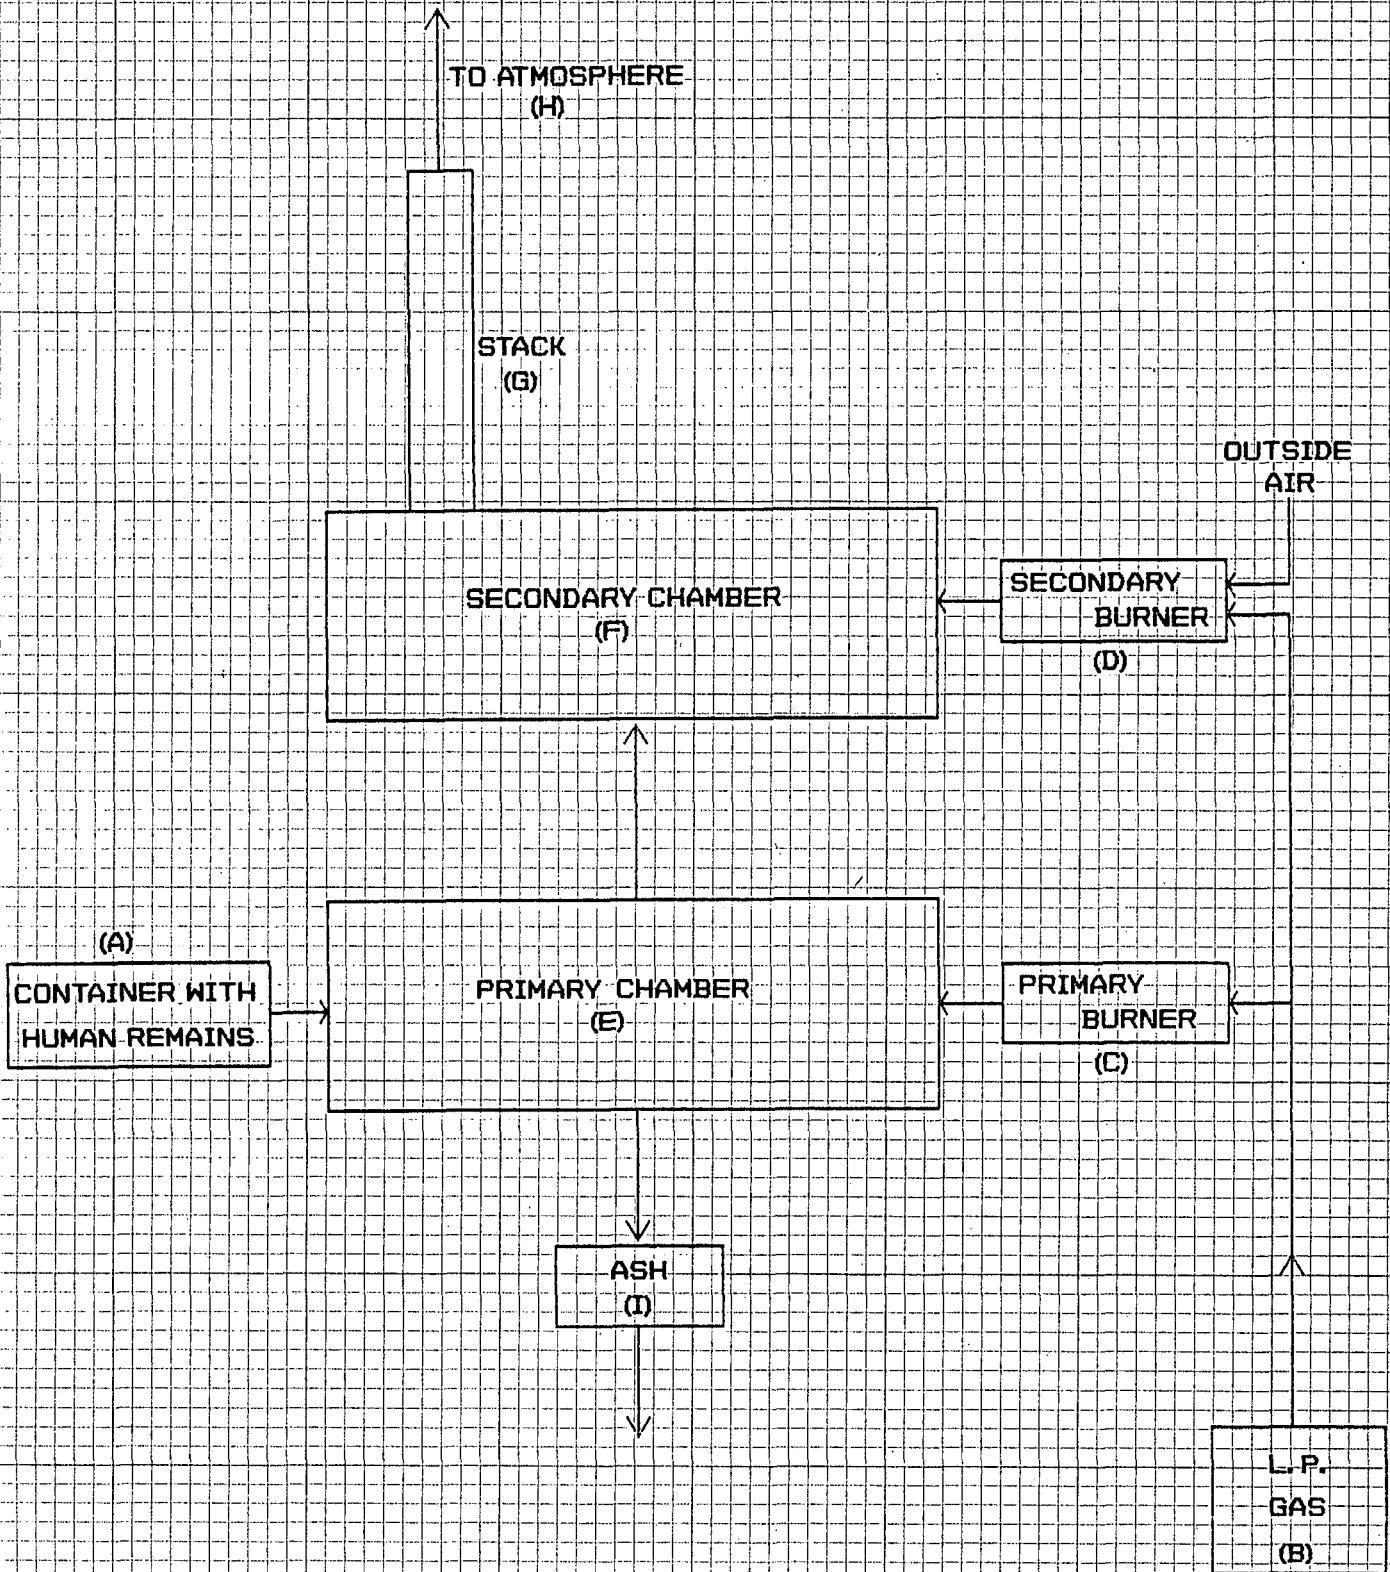 TO ATMOSPHERE
(H)
STACK
(G)
OUTSIDE
AIR
SECONDARY CHAMBER
(F)
SECONDARY
BURNER
(D)
(A)
CONTAINER WITH
HUMAN REMAINS
PRIMARY CHAMBER
(E)
PRIMARY
BURNER
(C)
ASH
(I)
L.P.
GAS
(B)